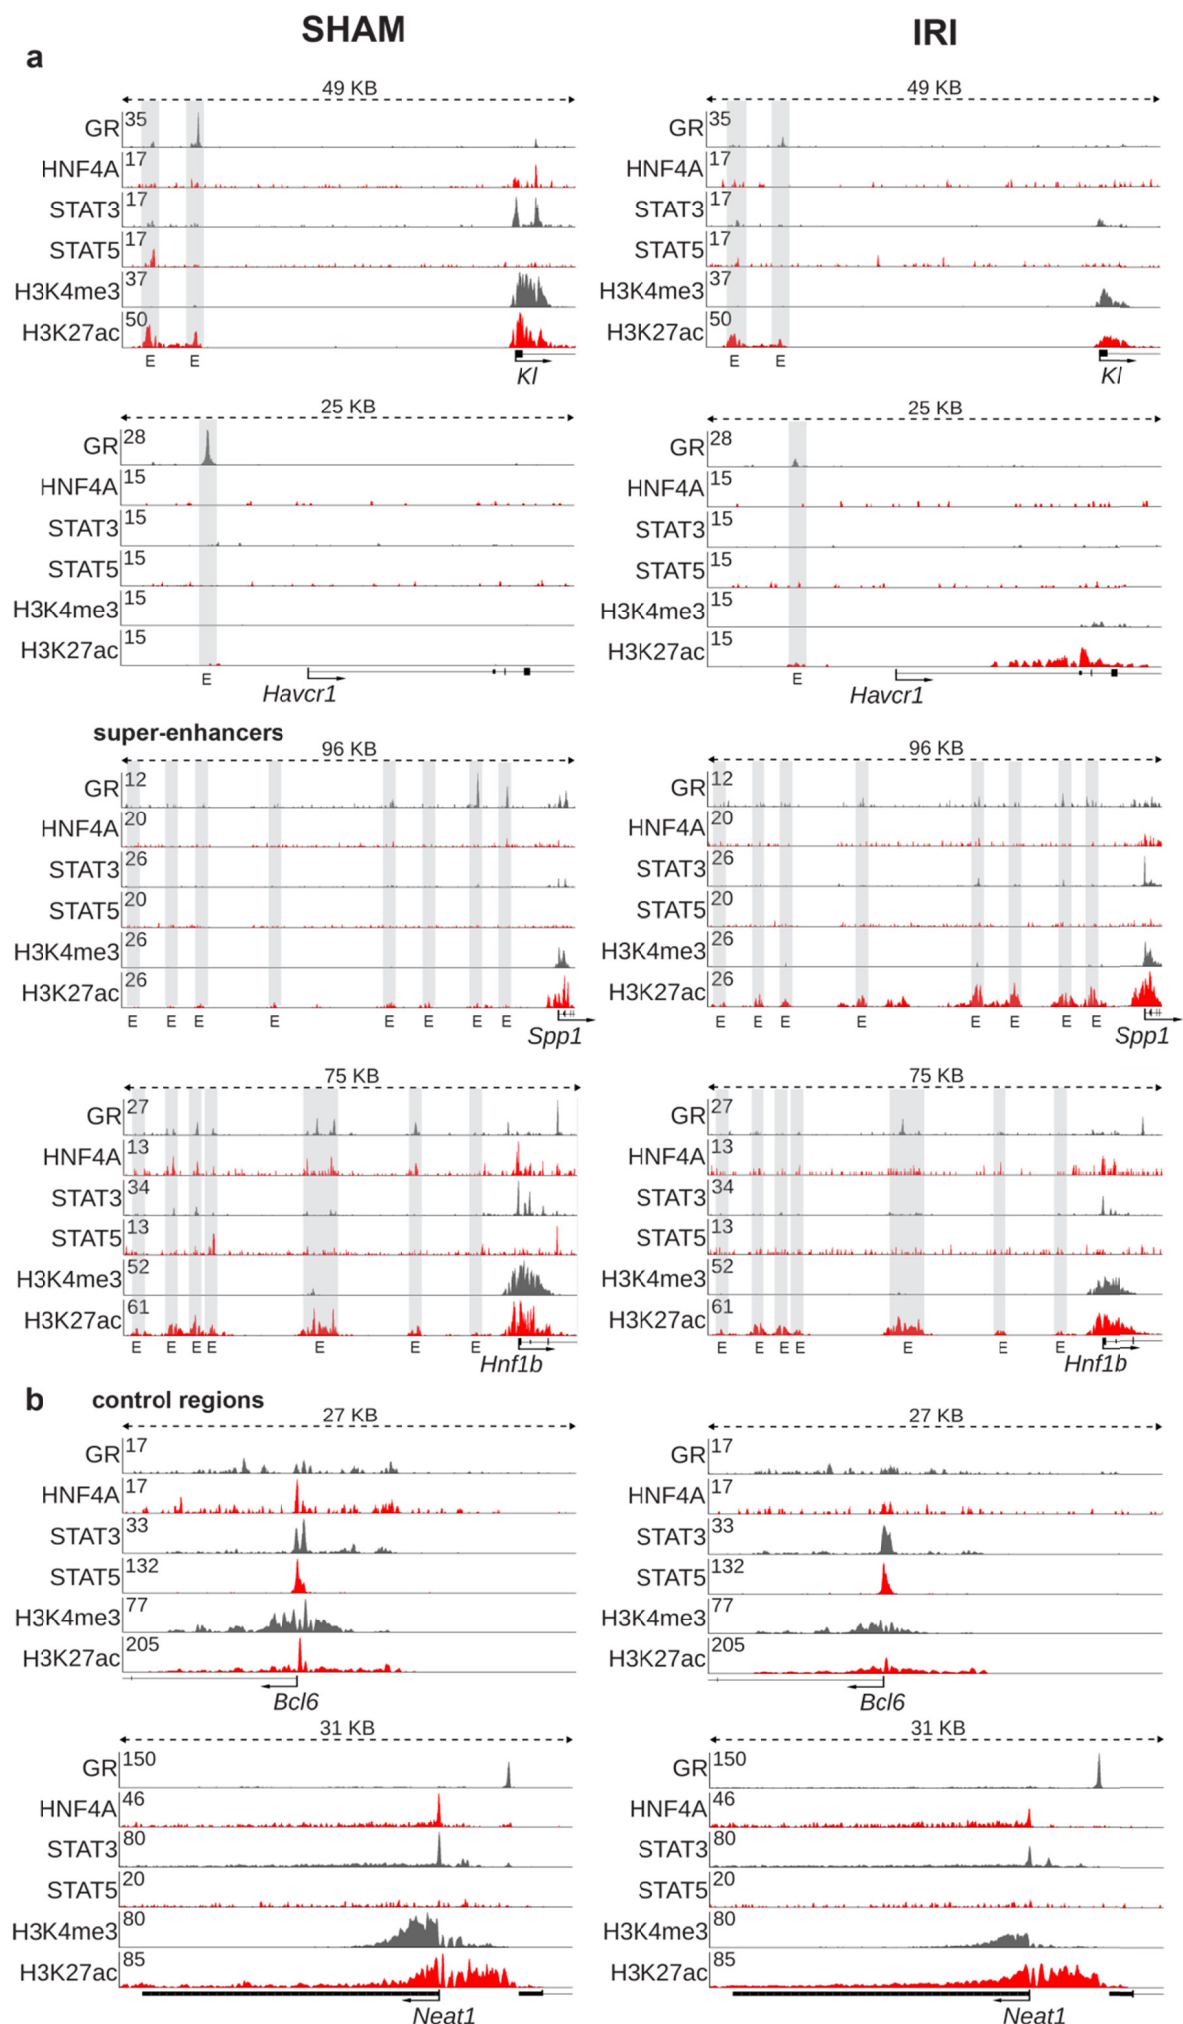 SHAM
IRI
a
49 KB
GR 35
HNF4A 17
STAT3 17
STAT5 17
H3K4me3 37
H3K27ac 50
E E
Kl
49 KB
GR 35
HNF4A 17
STAT3 17
STAT5 17
H3K4me3 37
H3K27ac 50
E E
Kl
25 KB
GR 28
HNF4A 15
STAT3 15
STAT5 15
H3K4me3 15
H3K27ac 15
E
Havcr1
25 KB
GR 28
HNF4A 15
STAT3 15
STAT5 15
H3K4me3 15
H3K27ac 15
E
Havcr1
super-enhancers
96 KB
GR 12
HNF4A 20
STAT3 26
STAT5 20
H3K4me3 26
H3K27ac 26
E E E E E E E E
Spp1
96 KB
GR 12
HNF4A 20
STAT3 26
STAT5 20
H3K4me3 26
H3K27ac 26
E E E E E E E E
Spp1
75 KB
GR 27
HNF4A 13
STAT3 34
STAT5 13
H3K4me3 52
H3K27ac 61
E E E E E E E
Hnf1b
75 KB
GR 27
HNF4A 13
STAT3 34
STAT5 13
H3K4me3 52
H3K27ac 61
E E E E E E E
Hnf1b
b
control regions
27 KB
GR 17
HNF4A 17
STAT3 33
STAT5 132
H3K4me3 77
H3K27ac 205
Bcl6
27 KB
GR 17
HNF4A 17
STAT3 33
STAT5 132
H3K4me3 77
H3K27ac 205
Bcl6
31 KB
GR 150
HNF4A 46
STAT3 80
STAT5 20
H3K4me3 80
H3K27ac 85
Neat1
31 KB
GR 150
HNF4A 46
STAT3 80
STAT5 20
H3K4me3 80
H3K27ac 85
Neat1